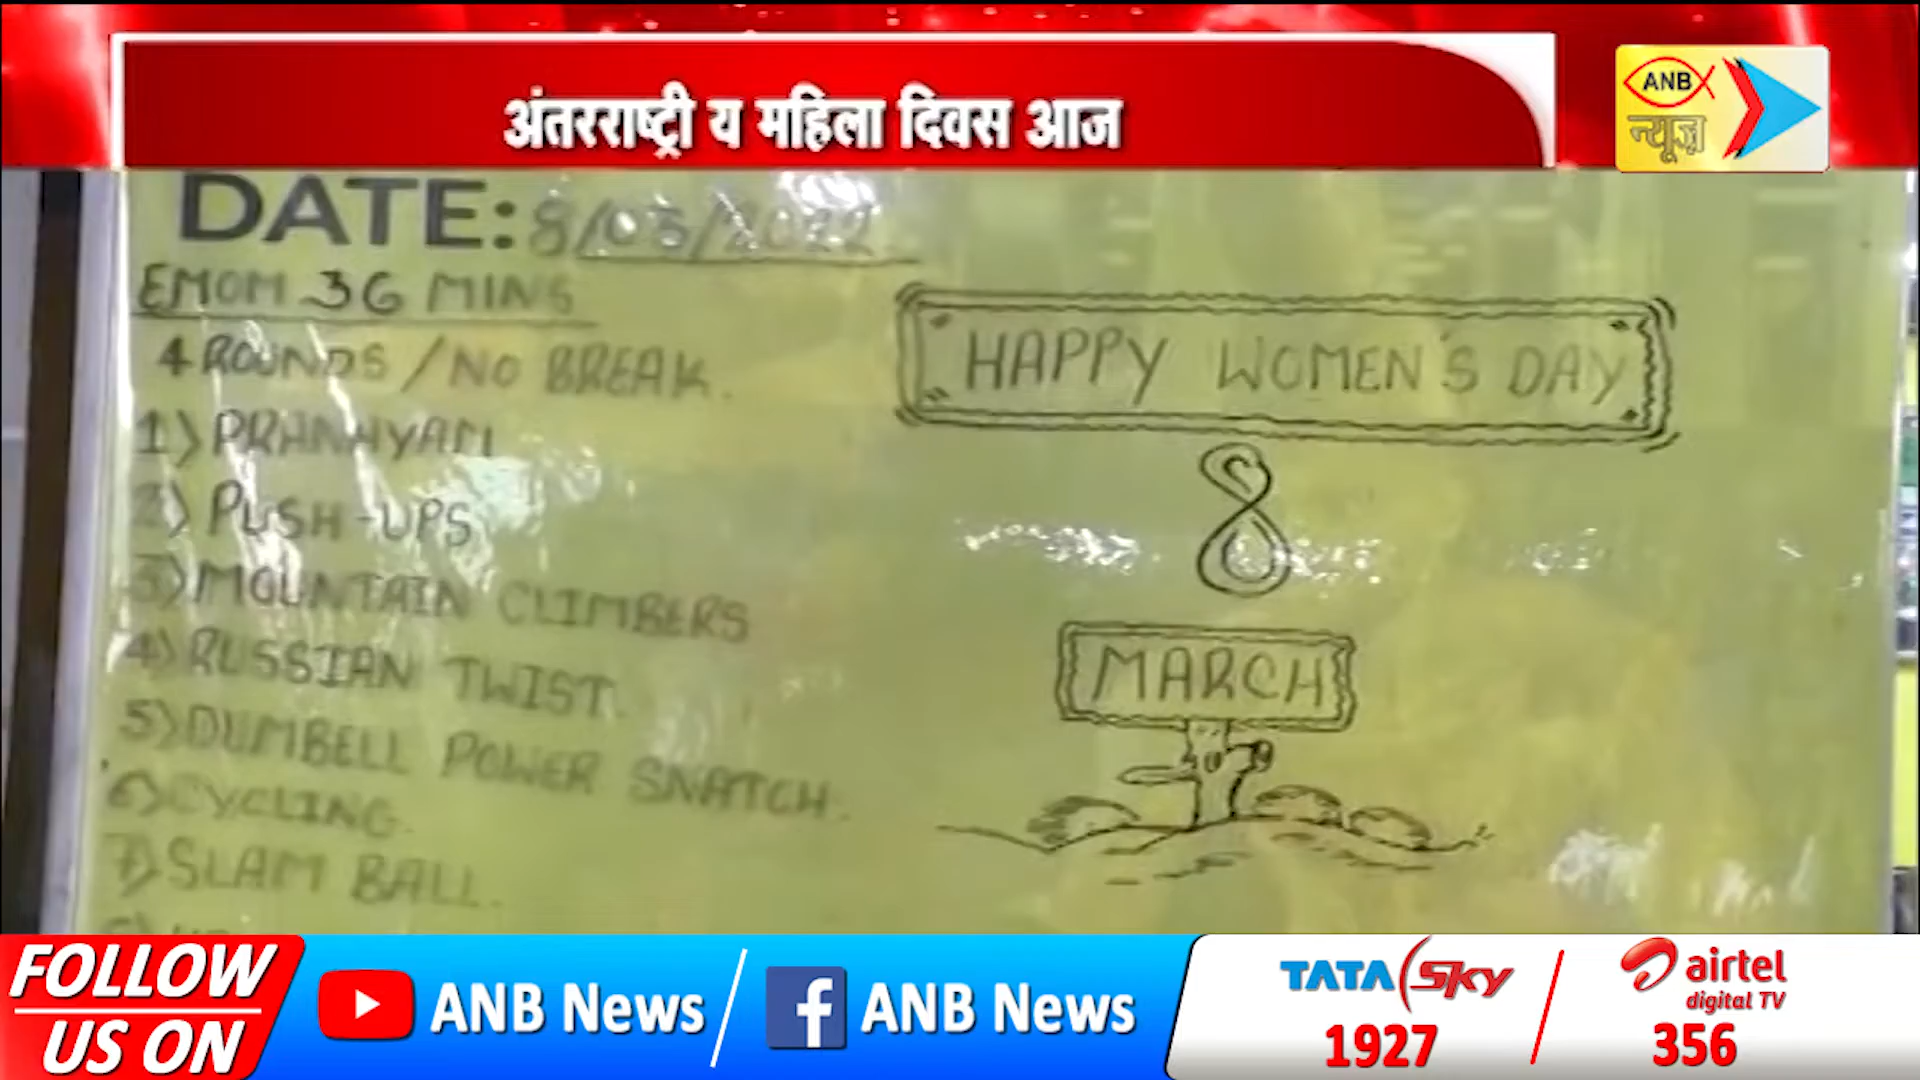 अंतरराष्ट्री य महिला दिवस आज
ANB
न्यूज़
DATE: 8/03/2022
EMOM 36 MINS
4 ROUNDS / NO BREAK.
1) PRANAYAM
2) PUSH-UPS
3) MOUNTAIN CLIMBERS
4) RUSSIAN TWIST.
5) DUMBELL POWER SNATCH.
6) CYCLING.
7) SLAM BALL.
HAPPY WOMEN'S DAY
8
MARCH
FOLLOW
US ON
ANB News
ANB News
TATA Sky
1927
airtel
digital TV
356